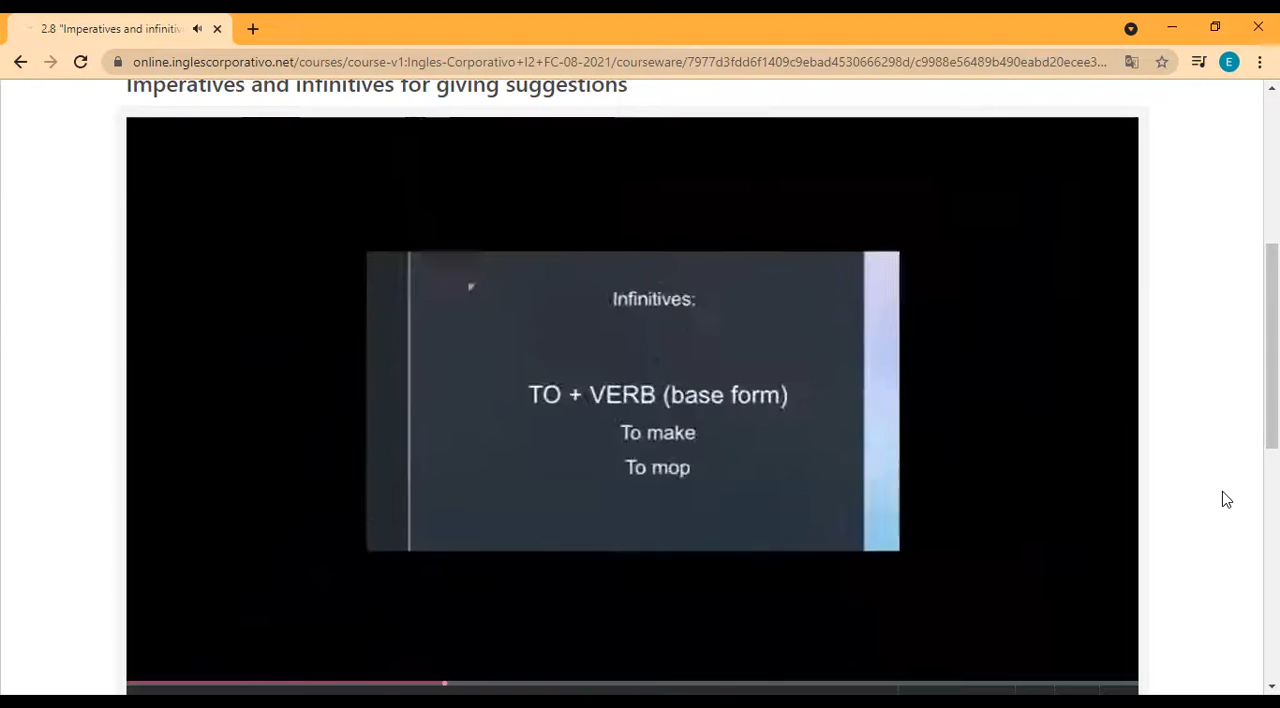 2.8 "Imperatives and infinitiv
online.inglescorporativo.net/courses/course-v1:Ingles-Corporativo+I2+FC-08-2021/courseware/7977d3fdd6f1409c9ebad4530666298d/c9988e56489b490eabd20ecee3...
E
Imperatives and infinitives for giving suggestions
Infinitives:
TO + VERB (base form)
To make
To mop